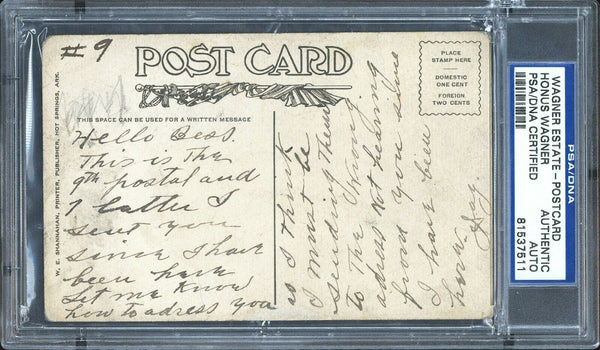 #9
POST CARD
PLACE
STAMP HERE
DOMESTIC
ONE CENT
FOREIGN
TWO CENTS
THIS SPACE CAN BE USED FOR A WRITTEN MESSAGE
W. E. SHANNAHAN, PRINTER, PUBLISHER, HOT SPRINGS, ARK.
Hello Bess.
This is the
9th postal and
1 latter I
sent you
since I have
been here
Let me know
how to adress you
as I think
I must be
sending them
to the wrong
adress not hearing
from you since
I have been
here
PSA/DNA
WAGNER ESTATE-POSTCARD
HONUS WAGNER AUTHENTIC
PSA/DNA CERTIFIED AUTO
81537511